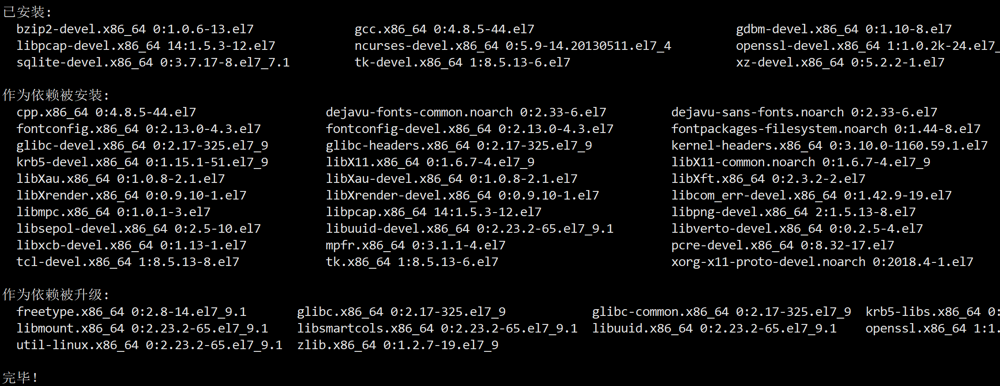 已安装:
bzip2-devel.x86_64 0:1.0.6-13.el7 gcc.x86_64 0:4.8.5-44.el7 gdbm-devel.x86_64 0:1.10-8.el7
libpcap-devel.x86_64 14:1.5.3-12.el7 ncurses-devel.x86_64 0:5.9-14.20130511.el7_4 openssl-devel.x86_64 1:1.0.2k-24.el7_
sqlite-devel.x86_64 0:3.7.17-8.el7_7.1 tk-devel.x86_64 1:8.5.13-6.el7 xz-devel.x86_64 0:5.2.2-1.el7
作为依赖被安装:
cpp.x86_64 0:4.8.5-44.el7 dejavu-fonts-common.noarch 0:2.33-6.el7 dejavu-sans-fonts.noarch 0:2.33-6.el7
fontconfig.x86_64 0:2.13.0-4.3.el7 fontconfig-devel.x86_64 0:2.13.0-4.3.el7 fontpackages-filesystem.noarch 0:1.44-8.el7
glibc-devel.x86_64 0:2.17-325.el7_9 glibc-headers.x86_64 0:2.17-325.el7_9 kernel-headers.x86_64 0:3.10.0-1160.59.1.el7
krb5-devel.x86_64 0:1.15.1-51.el7_9 libX11.x86_64 0:1.6.7-4.el7_9 libX11-common.noarch 0:1.6.7-4.el7_9
libXau.x86_64 0:1.0.8-2.1.el7 libXau-devel.x86_64 0:1.0.8-2.1.el7 libXft.x86_64 0:2.3.2-2.el7
libXrender.x86_64 0:0.9.10-1.el7 libXrender-devel.x86_64 0:0.9.10-1.el7 libcom_err-devel.x86_64 0:1.42.9-19.el7
libmpc.x86_64 0:1.0.1-3.el7 libpcap.x86_64 14:1.5.3-12.el7 libpng-devel.x86_64 2:1.5.13-8.el7
libsepol-devel.x86_64 0:2.5-10.el7 libuuid-devel.x86_64 0:2.23.2-65.el7_9.1 libverto-devel.x86_64 0:0.2.5-4.el7
libxcb-devel.x86_64 0:1.13-1.el7 mpfr.x86_64 0:3.1.1-4.el7 pcre-devel.x86_64 0:8.32-17.el7
tcl-devel.x86_64 1:8.5.13-8.el7 tk.x86_64 1:8.5.13-6.el7 xorg-x11-proto-devel.noarch 0:2018.4-1.el7
作为依赖被升级:
freetype.x86_64 0:2.8-14.el7_9.1 glibc.x86_64 0:2.17-325.el7_9 glibc-common.x86_64 0:2.17-325.el7_9 krb5-libs.x86_64 0:
libmount.x86_64 0:2.23.2-65.el7_9.1 libsmartcols.x86_64 0:2.23.2-65.el7_9.1 libuuid.x86_64 0:2.23.2-65.el7_9.1 openssl.x86_64 1:1.
util-linux.x86_64 0:2.23.2-65.el7_9.1 zlib.x86_64 0:1.2.7-19.el7_9
完毕!